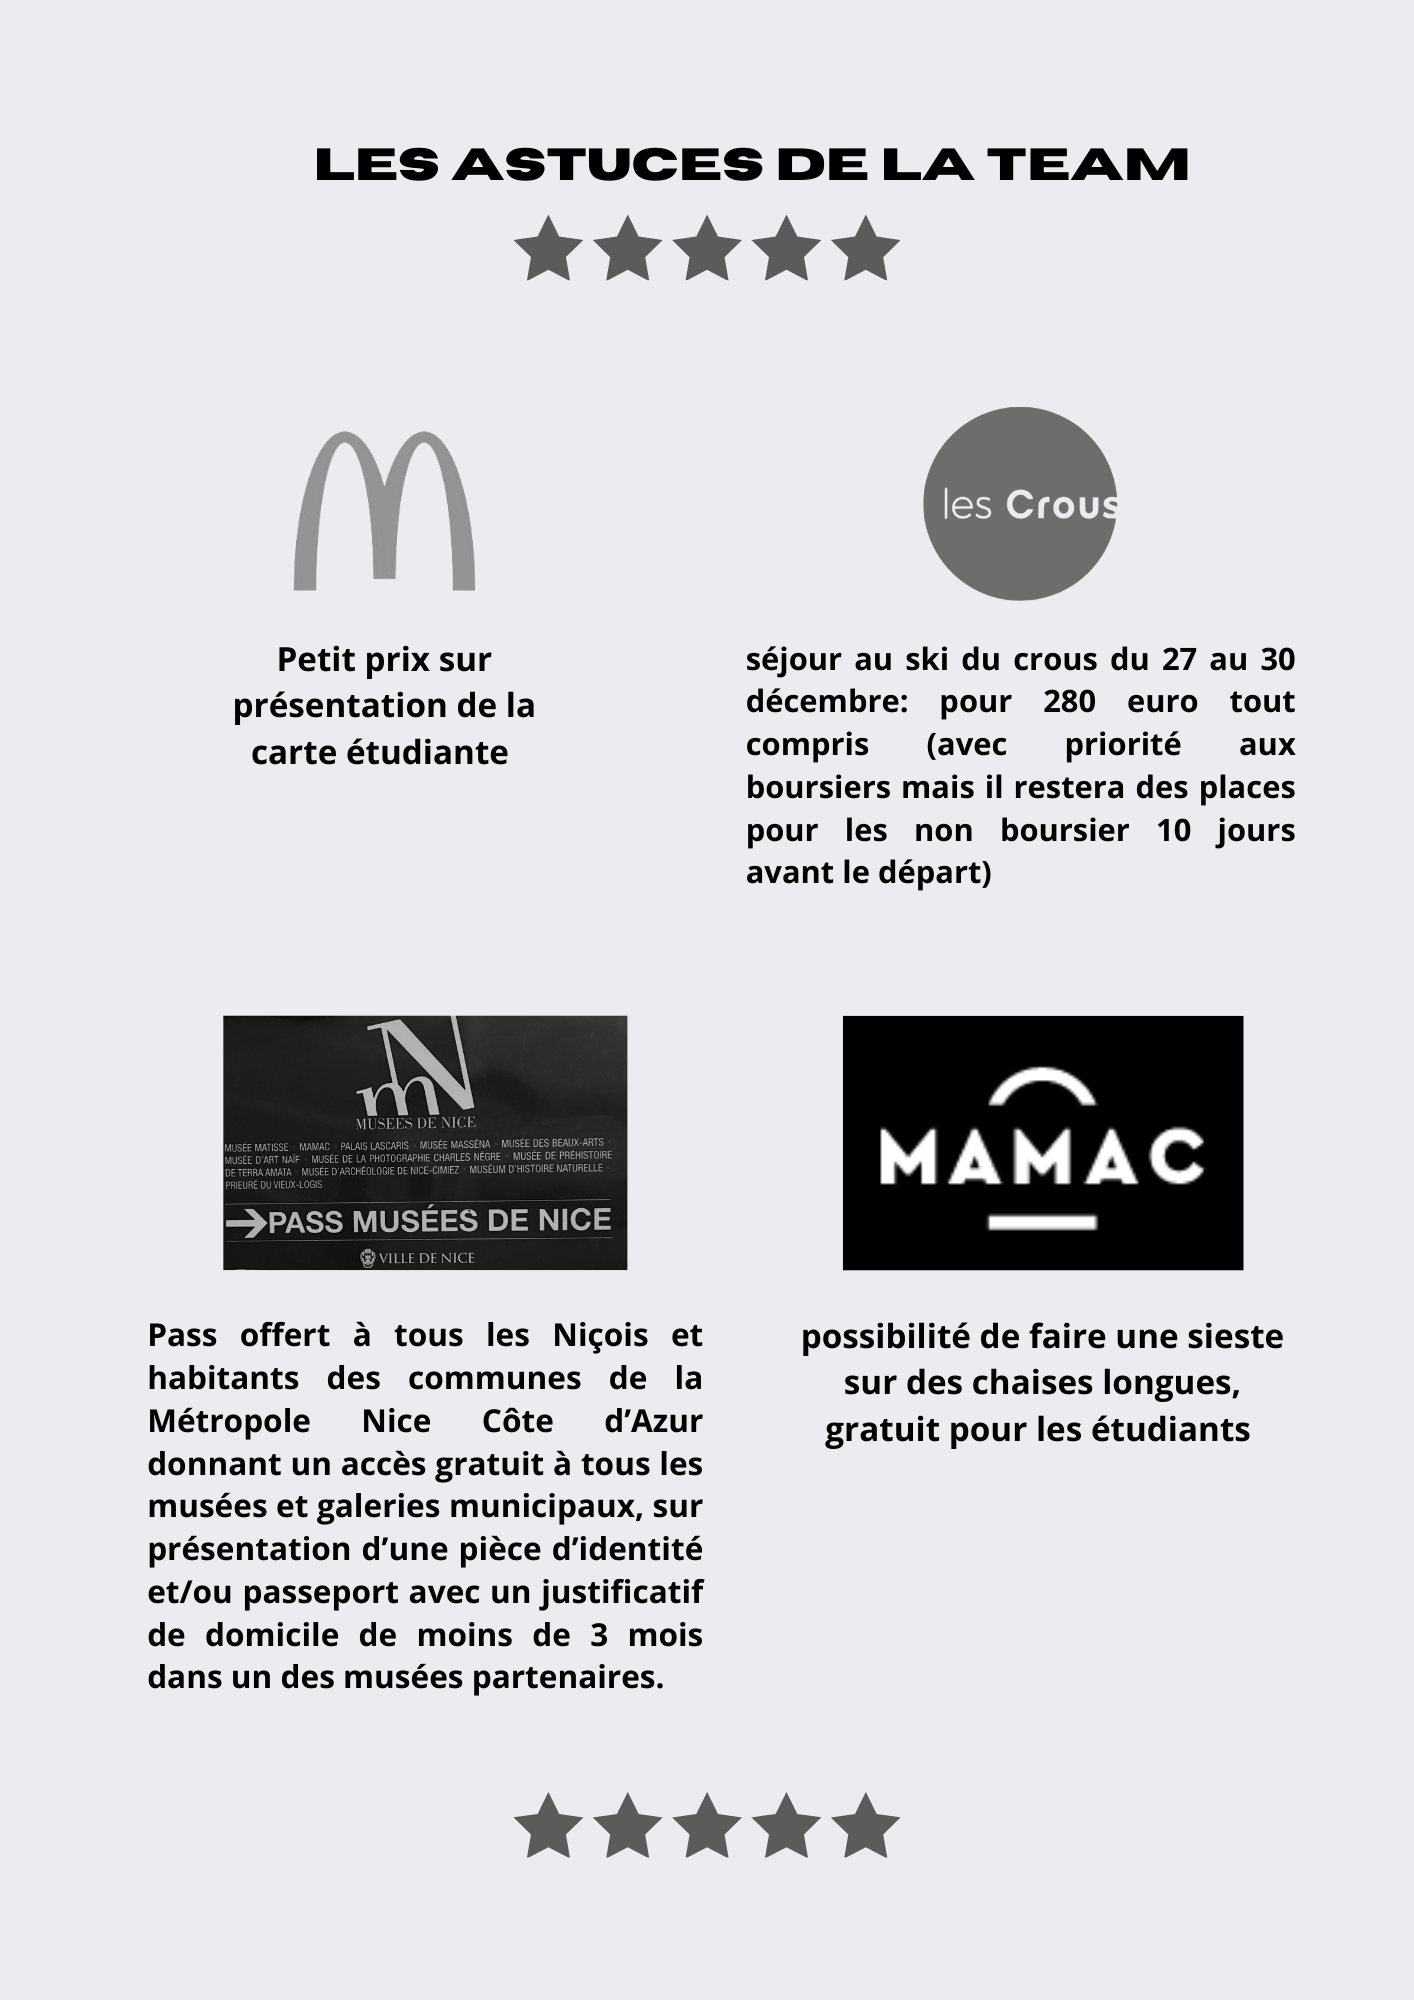 LES ASTUCES DE LA TEAM
les Crous
Petit prix sur
présentation de la
carte étudiante
séjour au ski du crous du 27 au 30
décembre: pour 280 euro tout
compris (avec priorité aux
boursiers mais il restera des places
pour les non boursier 10 jours
avant le départ)
mN
MUSEES DE NICE
MUSÉE MATISSE · MAMAC · PALAIS LASCARIS · MUSÉE MASSÉNA · MUSÉE DES BEAUX-ARTS ·
MUSÉE D'ART NAÏF · MUSÉE DE LA PHOTOGRAPHIE CHARLES NÈGRE · MUSÉE DE PRÉHISTOIRE
DE TERRA AMATA · MUSÉE D'ARCHÉOLOGIE DE NICE-CIMIEZ · MUSÉUM D'HISTOIRE NATURELLE ·
PRIEURÉ DU VIEUX-LOGIS
PASS MUSÉES DE NICE
VILLE DE NICE
MAMAC
Pass offert à tous les Niçois et
habitants des communes de la
Métropole Nice Côte d’Azur
donnant un accès gratuit à tous les
musées et galeries municipaux, sur
présentation d’une pièce d’identité
et/ou passeport avec un justificatif
de domicile de moins de 3 mois
dans un des musées partenaires.
possibilité de faire une sieste
sur des chaises longues,
gratuit pour les étudiants